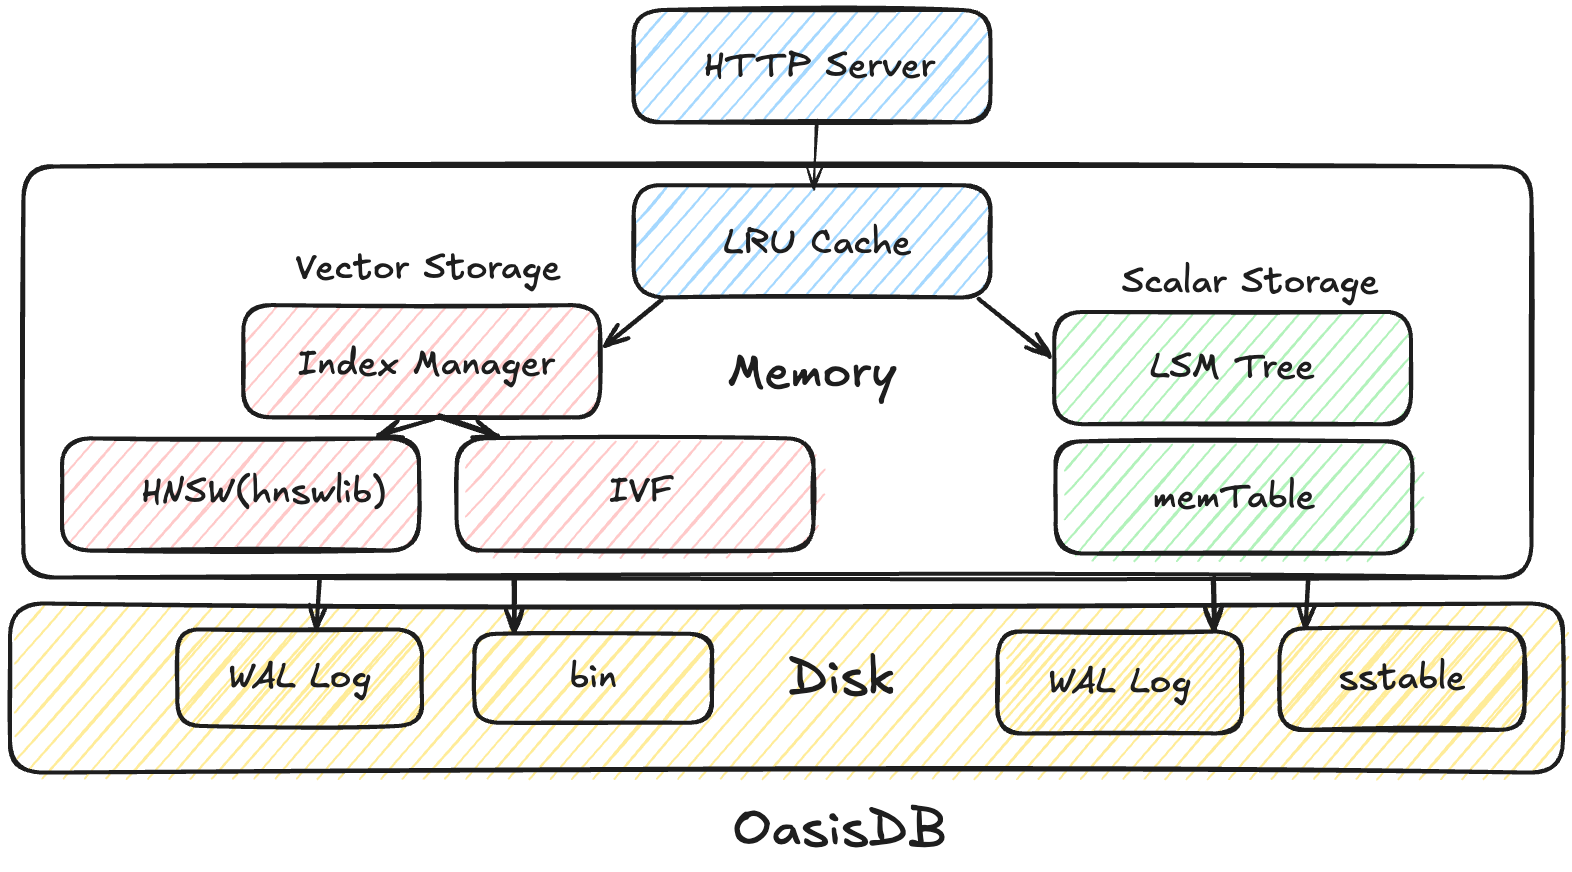 HTTP Server
LRU Cache
Vector Storage
Scalar Storage
Index Manager
Memory
LSM Tree
HNSW(hnswlib)
IVF
memTable
WAL Log
bin
Disk
WAL Log
sstable
OasisDB